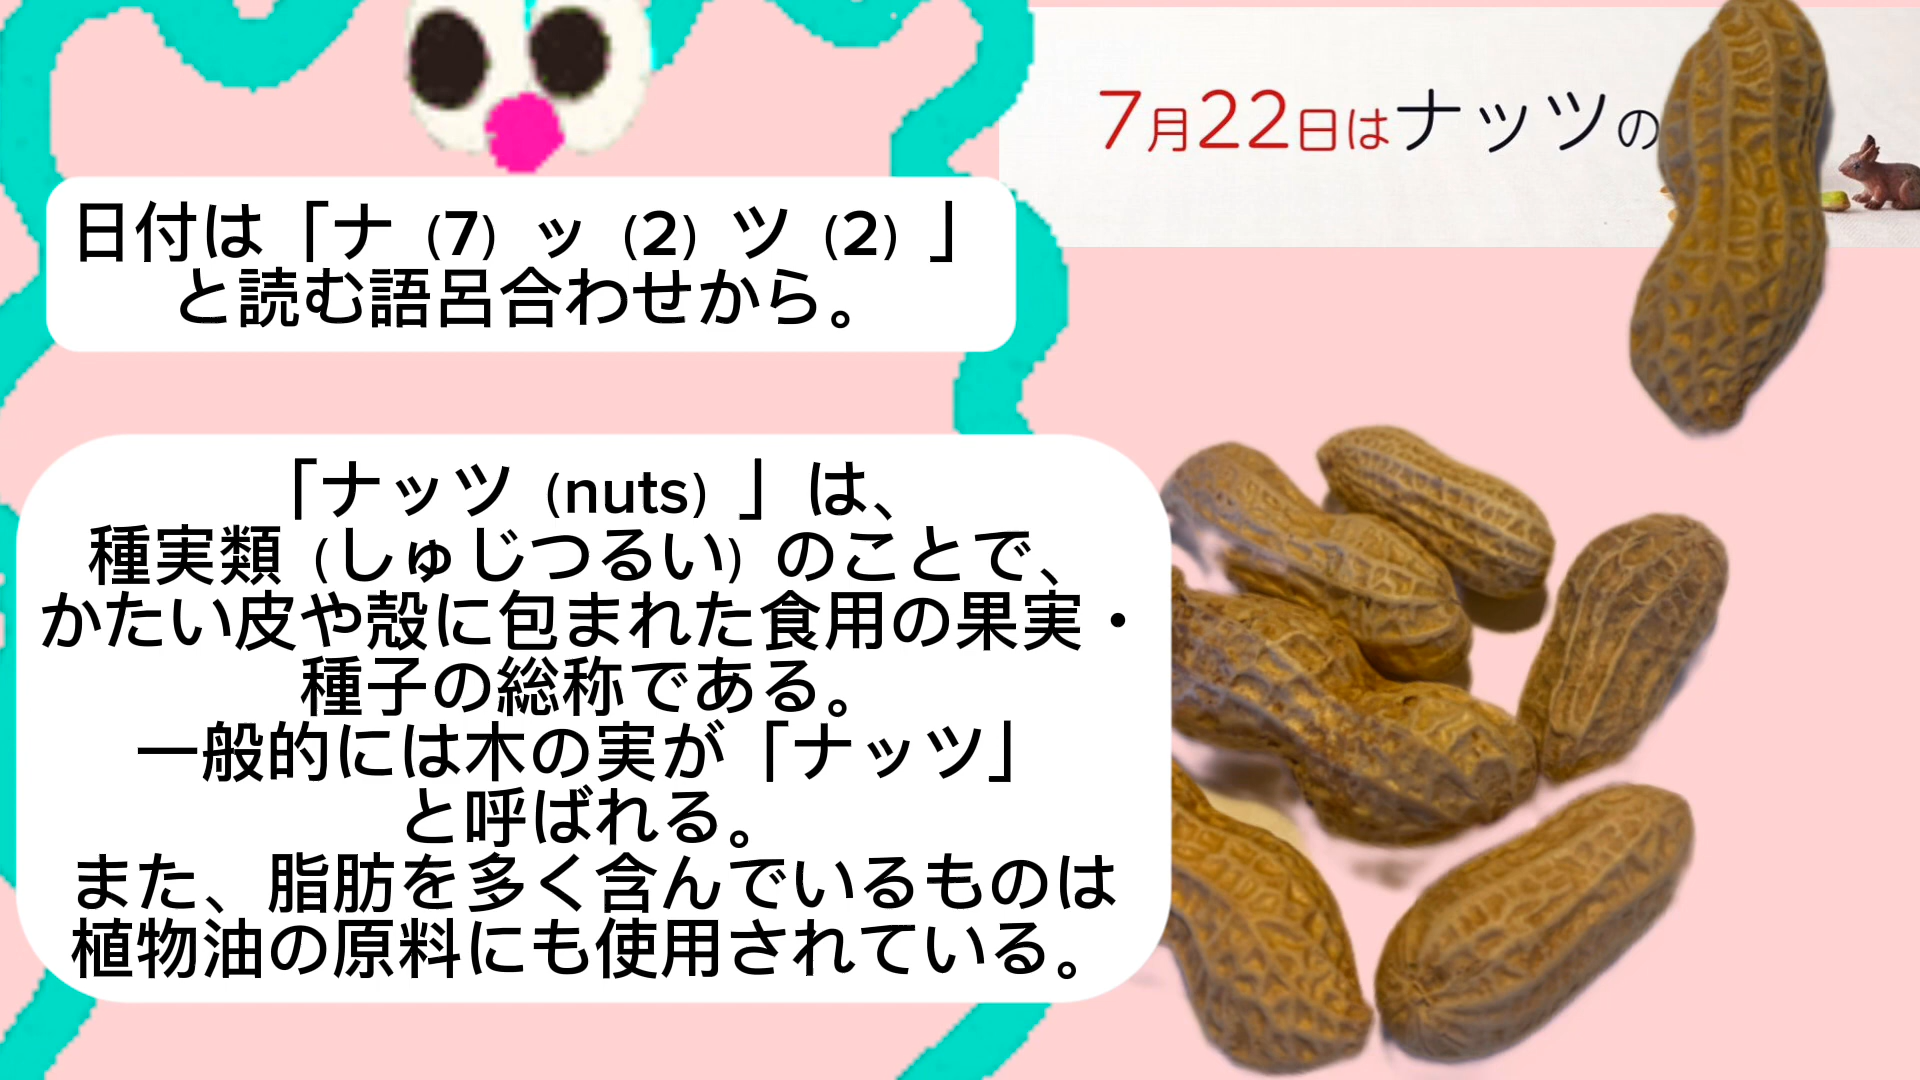 7月22日はナッツの
日付は「ナ（7）ッ（2）ツ（2）」
と読む語呂合わせから。
「ナッツ（nuts）」は、
種実類（しゅじつるい）のことで、
かたい皮や殻に包まれた食用の果実・
種子の総称である。
一般的には木の実が「ナッツ」
と呼ばれる。
また、脂肪を多く含んでいるものは
植物油の原料にも使用されている。